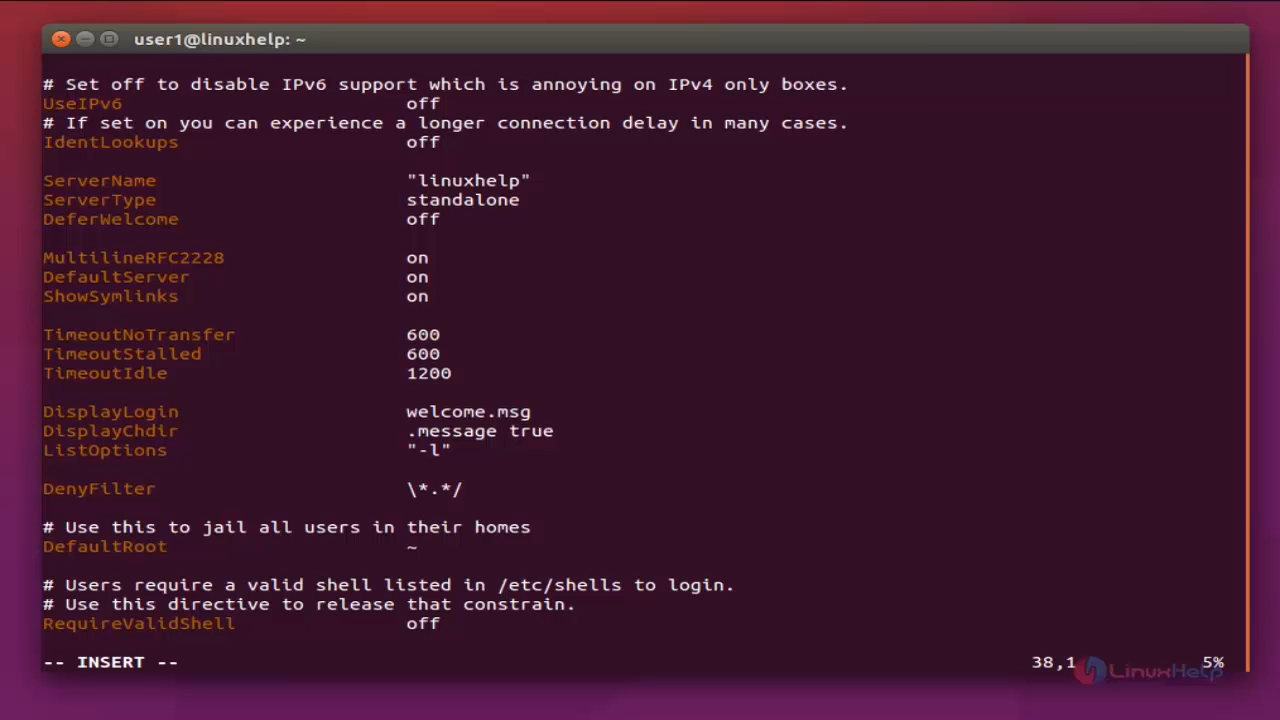 user1@linuxhelp: ~
# Set off to disable IPv6 support which is annoying on IPv4 only boxes.
UseIPv6 off
# If set on you can experience a longer connection delay in many cases.
IdentLookups off
ServerName "linuxhelp"
ServerType standalone
DeferWelcome off
MultilineRFC2228 on
DefaultServer on
ShowSymlinks on
TimeoutNoTransfer 600
TimeoutStalled 600
TimeoutIdle 1200
DisplayLogin welcome.msg
DisplayChdir .message true
ListOptions "-l"
DenyFilter \*.*/
# Use this to jail all users in their homes
DefaultRoot ~
# Users require a valid shell listed in /etc/shells to login.
# Use this directive to release that constrain.
RequireValidShell off
-- INSERT -- 38,1 5%
LinuxHelp